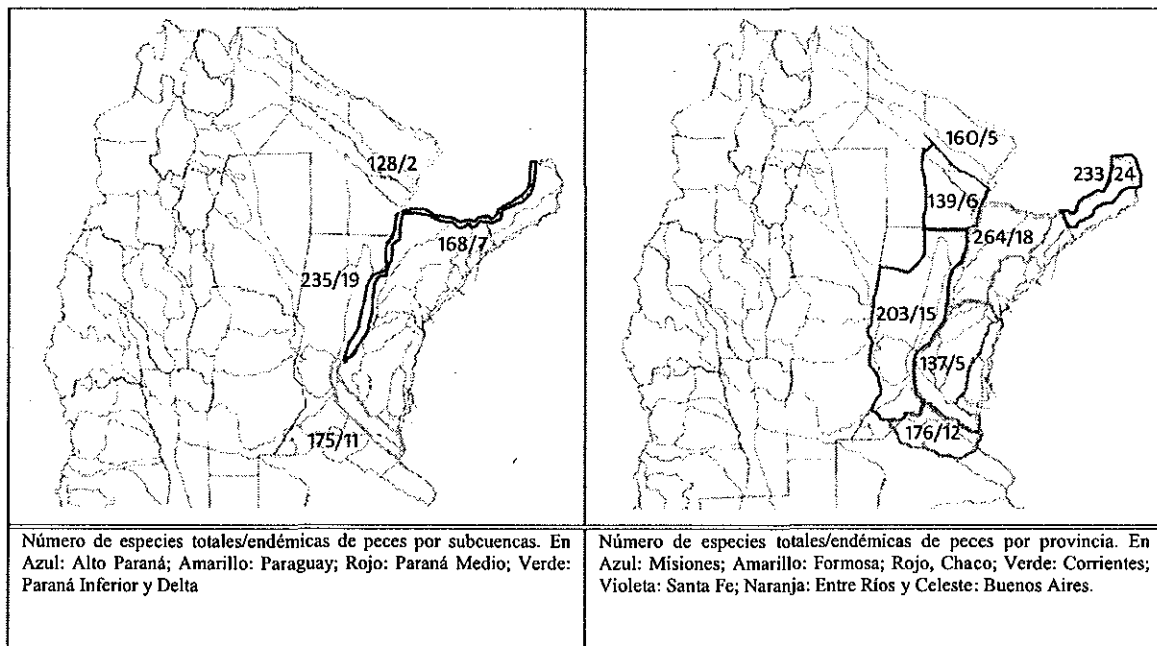 128/2
168/7
235/19
175/11
160/5
233/24
139/6
264/18
203/15
137/5
176/12
Número de especies totales/endémicas de peces por subcuencas. En
Azul: Alto Paraná; Amarillo: Paraguay; Rojo: Paraná Medio; Verde:
Paraná Inferior y Delta
Número de especies totales/endémicas de peces por provincia. En
Azul: Misiones; Amarillo: Formosa; Rojo, Chaco; Verde: Corrientes;
Violeta: Santa Fe; Naranja: Entre Ríos y Celeste: Buenos Aires.